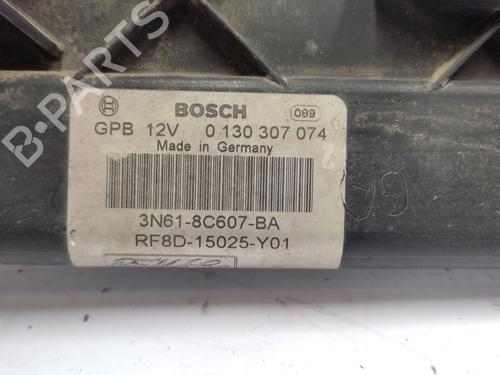 B-PARTS
BOSCH 099
GPB 12V 0 130 307 074
Made in Germany
3N61-8C607-BA
RF8D-15025-Y01